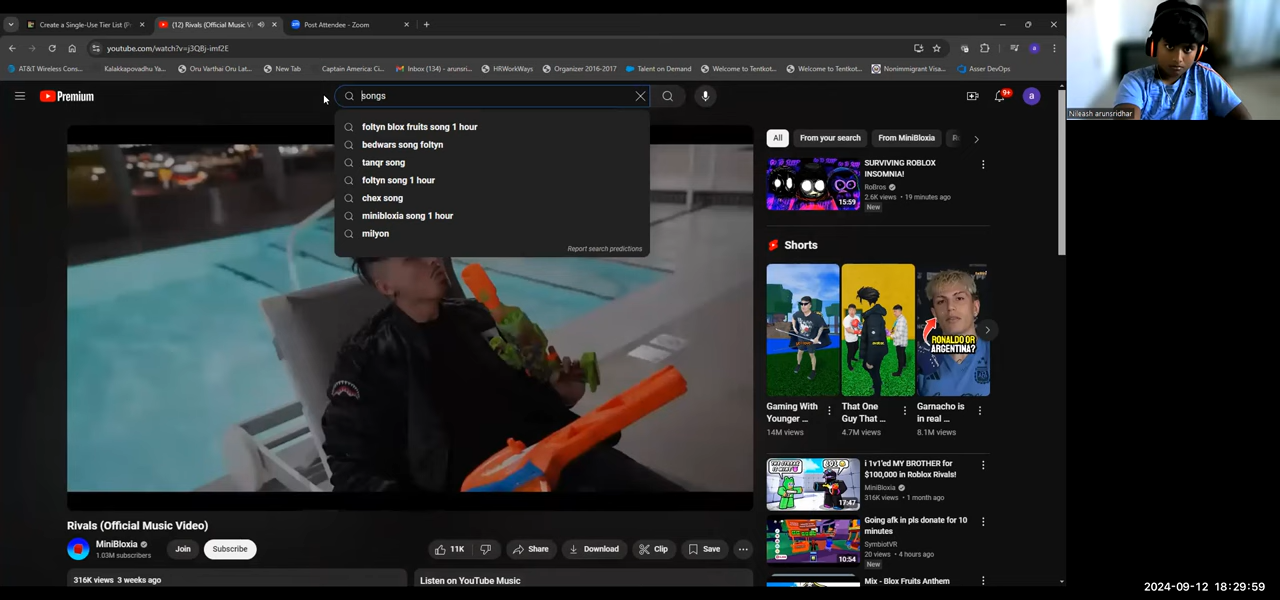 Create a Single-Use Tier List (P
(12) Rivals (Official Music V
Post Attendee - Zoom
youtube.com/watch?v=j3QBj-imf2E
AT&T Wireless Cons...
Kalakkapovadhu Ya...
Oru Varthai Oru Lat...
New Tab
Captain America: Ci...
Inbox (134) - arunsri...
HRWorkWays
Organizer 2016-2017
Talent on Demand
Welcome to Tentkot...
Welcome to Tentkot...
Nonimmigrant Visa...
Asser DevOps
Premium
songs
9+
a
foltyn blox fruits song 1 hour
bedwars song foltyn
tanqr song
foltyn song 1 hour
chex song
minibloxia song 1 hour
milyon
Report search predictions
All
From your search
From MiniBloxia
SURVIVING ROBLOX
INSOMNIA!
RoBros
2.6K views • 19 minutes ago
New
15:59
Shorts
RONALDO OR
ARGENTINA?
Gaming With
Younger ...
14M views
That One
Guy That ...
4.7M views
Garnacho is
in real ...
8.1M views
i 1v1'ed MY BROTHER for
$100,000 in Roblox Rivals!
MiniBloxia
316K views • 1 month ago
17:47
Going afk in pls donate for 10
minutes
SymbiotVR
20 views • 4 hours ago
New
10:54
Mix - Blox Fruits Anthem
Rivals (Official Music Video)
MiniBloxia
1.03M subscribers
Join
Subscribe
11K
Share
Download
Clip
Save
316K views 3 weeks ago
Listen on YouTube Music
Nileash arunsridhar
2024-09-12 18:29:59